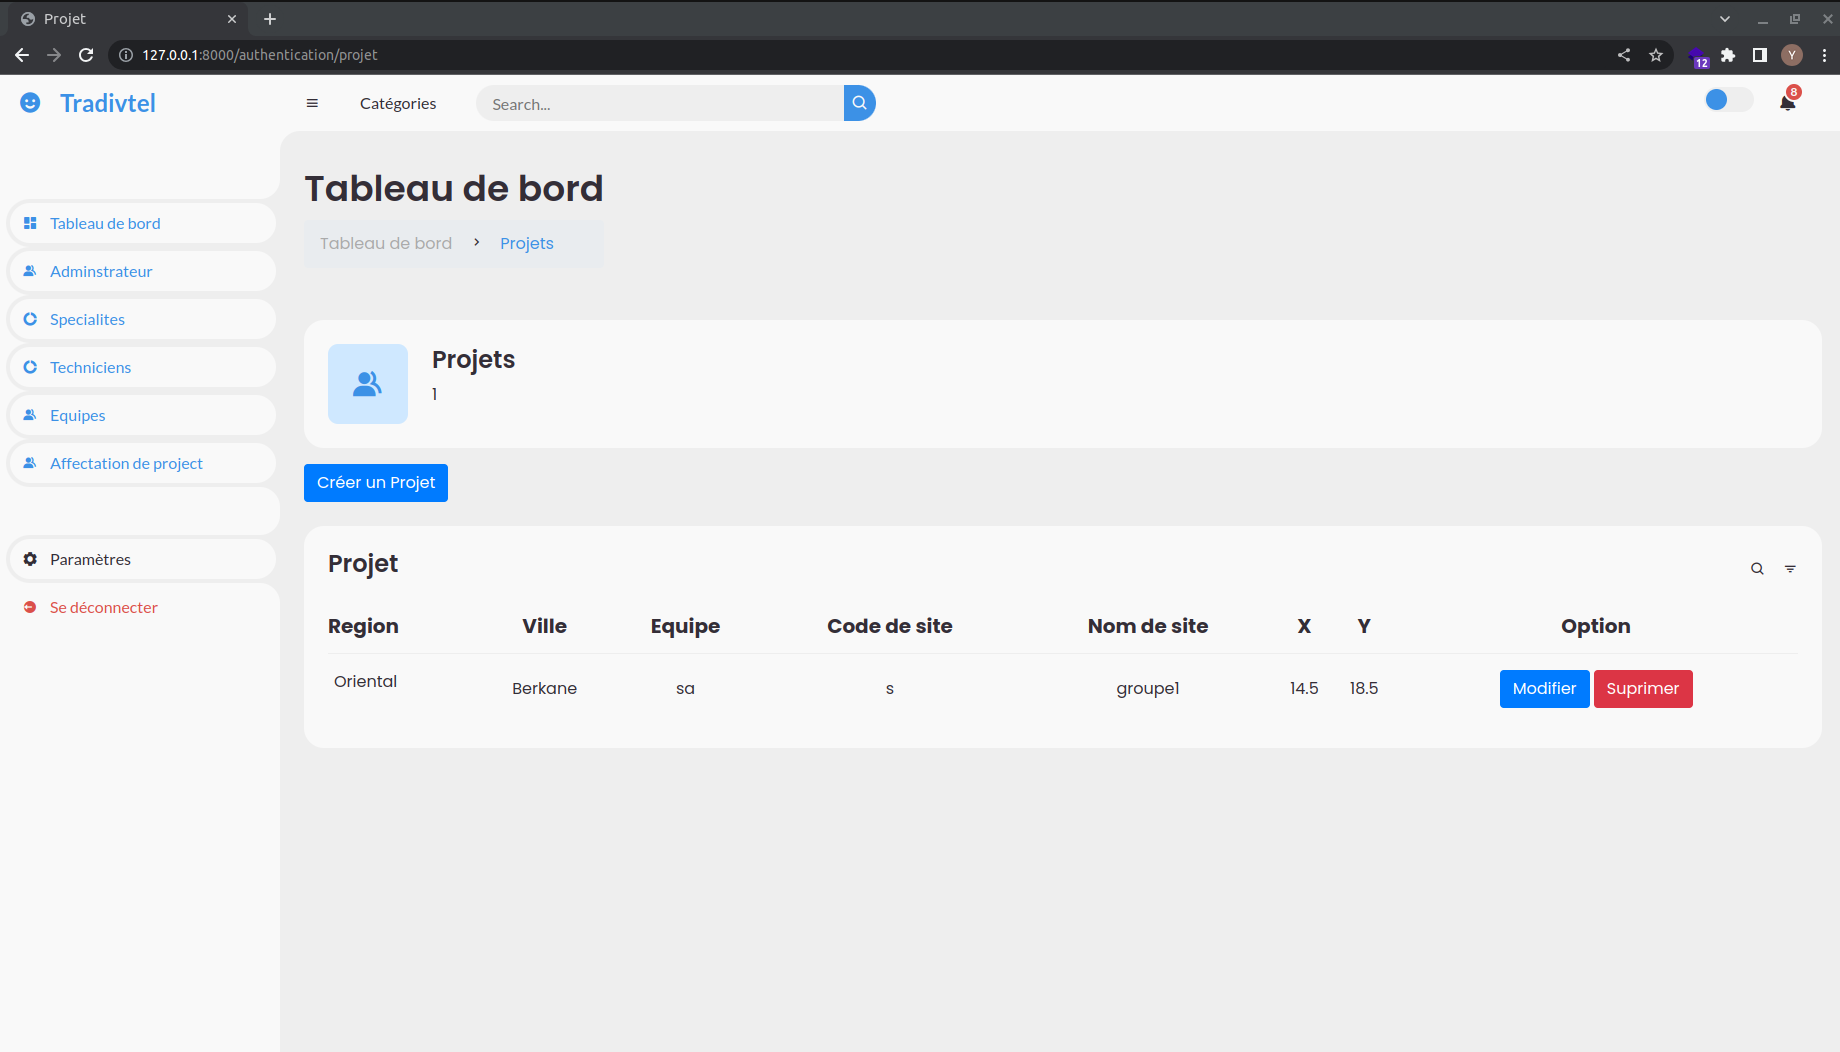 Projet
127.0.0.1:8000/authentication/projet
12
Y
Tradivtel
Catégories
Search...
8
Tableau de bord
Adminstrateur
Specialites
Techniciens
Equipes
Affectation de project
Paramètres
Se déconnecter
Tableau de bord
Tableau de bord > Projets
Projets
1
Créer un Projet
Projet
Region Ville Equipe Code de site Nom de site X Y Option
Oriental Berkane sa s groupe1 14.5 18.5 Modifier Suprimer